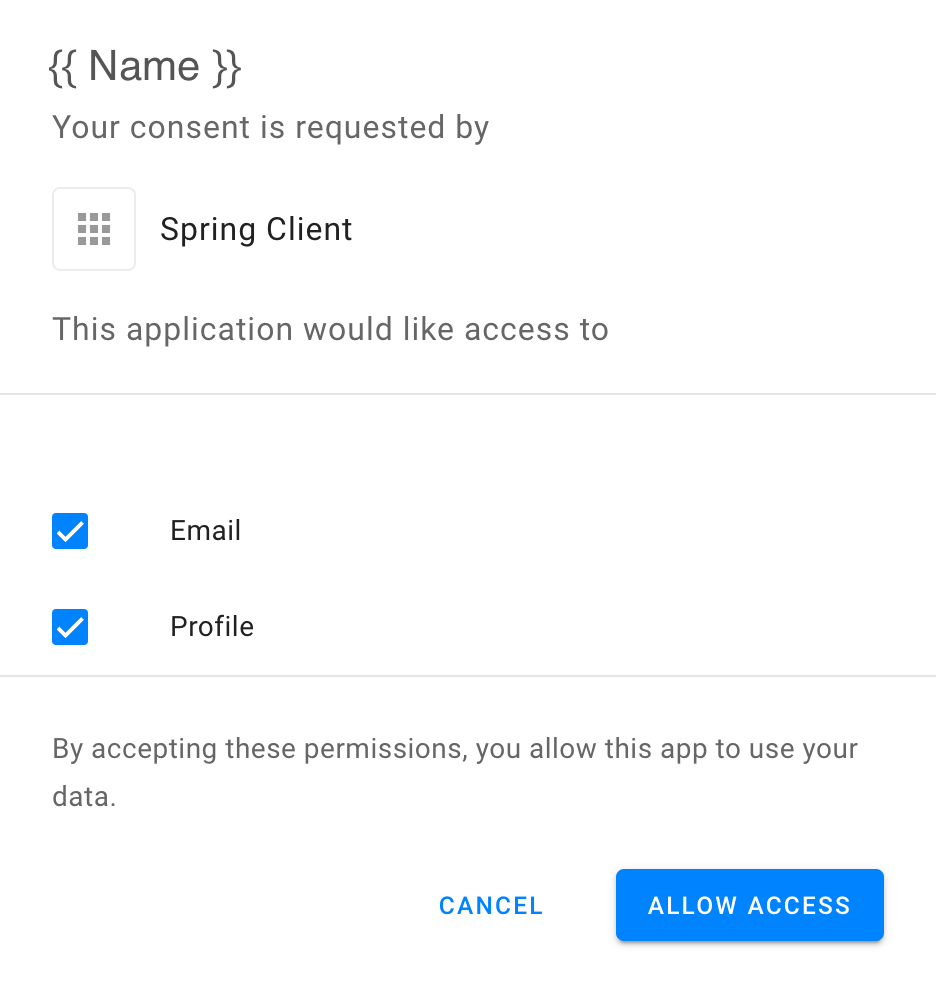 {{ Name }}
Your consent is requested by
Spring Client
This application would like access to
Email
Profile
By accepting these permissions, you allow this app to use your
data.
CANCEL
ALLOW ACCESS